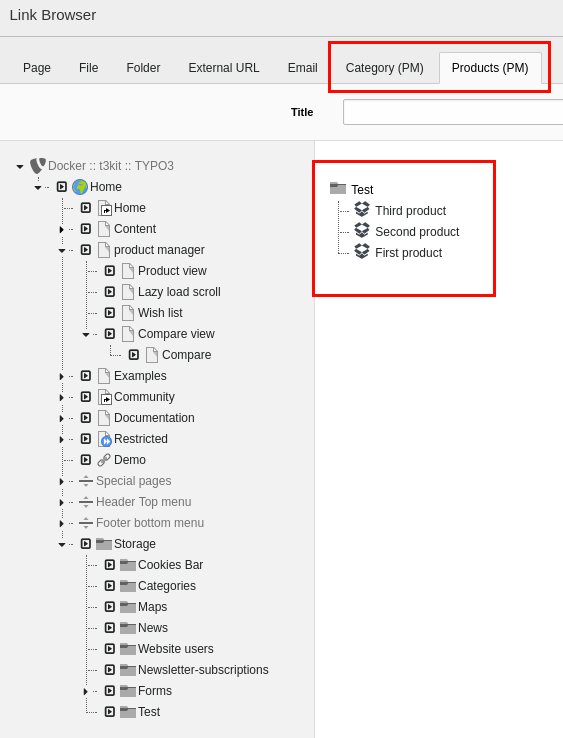 Link Browser
Page File Folder External URL Email Category (PM) Products (PM)
Title
Docker :: t3kit :: TYPO3
Home
Home
Content
product manager
Product view
Lazy load scroll
Wish list
Compare view
Compare
Examples
Community
Documentation
Restricted
Demo
Special pages
Header Top menu
Footer bottom menu
Storage
Cookies Bar
Categories
Maps
News
Website users
Newsletter-subscriptions
Forms
Test
Test
Third product
Second product
First product